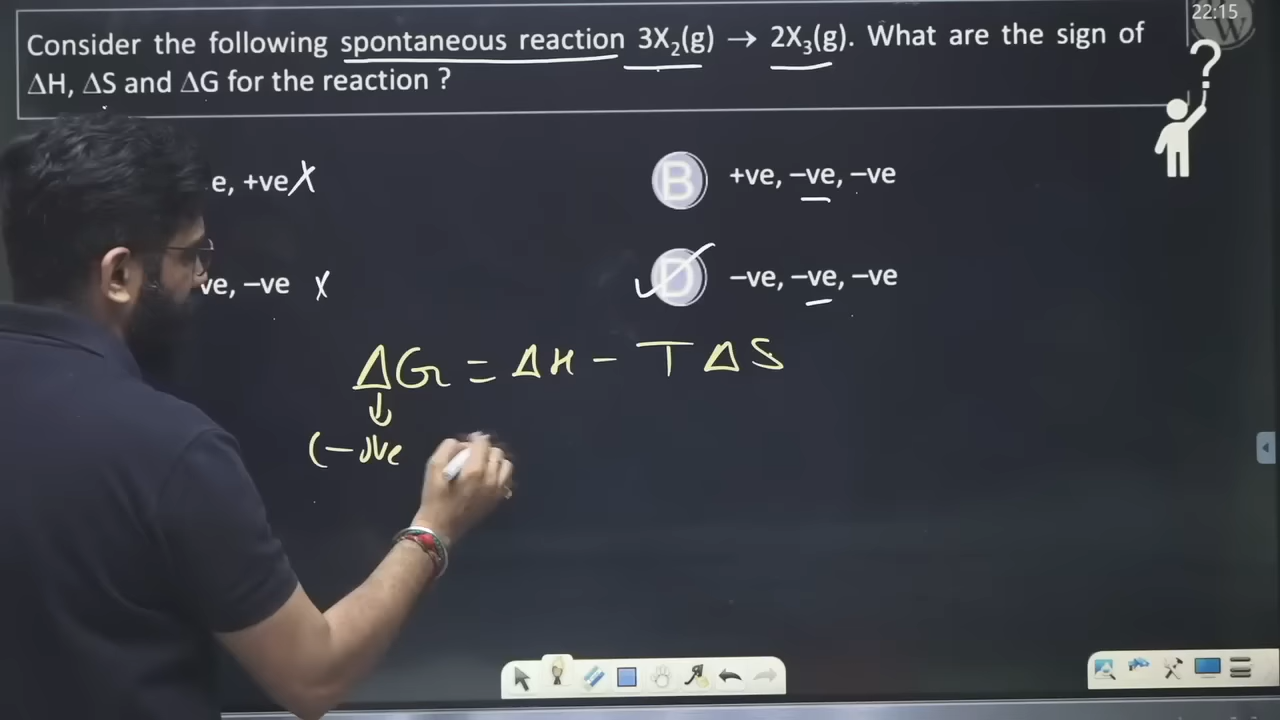 22:15
Consider the following spontaneous reaction 3X₂(g) → 2X₃(g). What are the sign of
ΔH, ΔS and ΔG for the reaction ?
e, +ve X
B +ve, –ve, –ve
ve, –ve X
D –ve, –ve, –ve
ΔG = ΔH – TΔS
(–ve